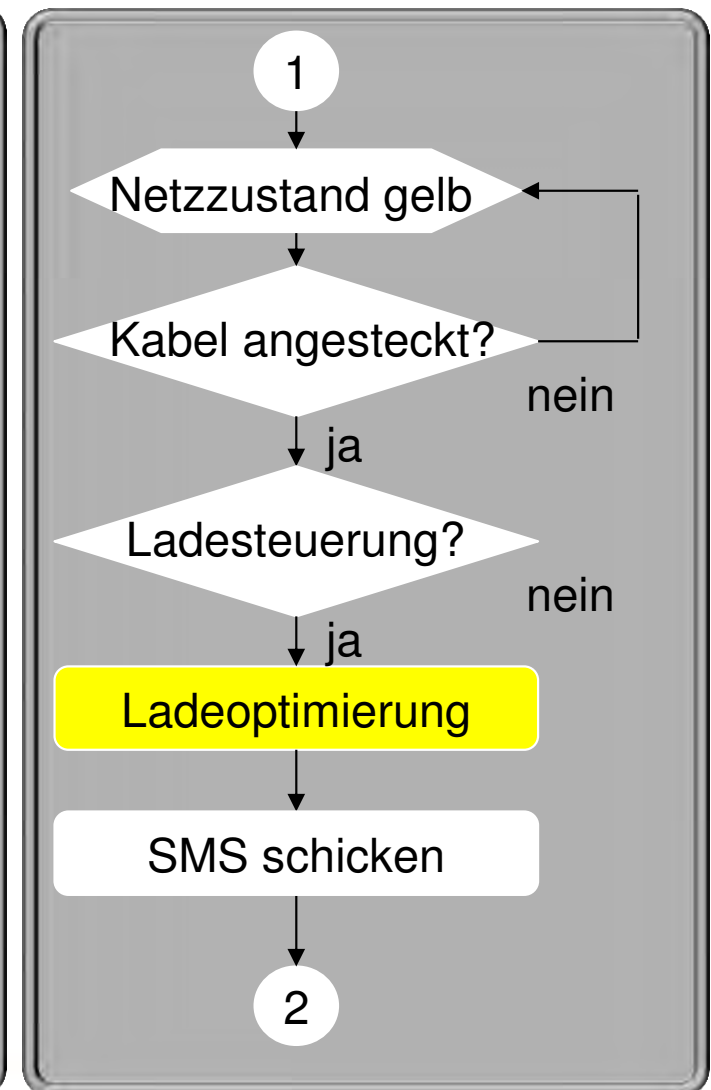 1
Netzzustand gelb
Kabel angesteckt?
nein
ja
Ladesteuerung?
nein
ja
Ladeoptimierung
SMS schicken
2